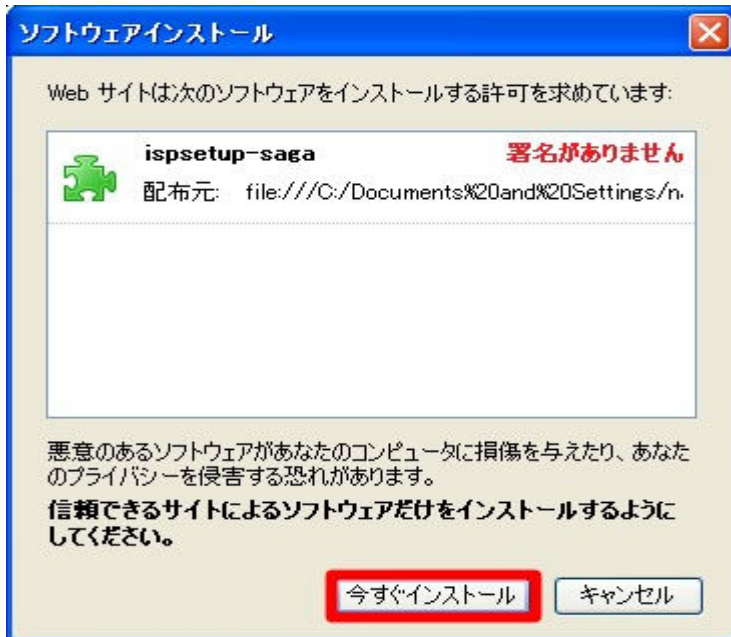 ソフトウェアインストール
Web サイトは次のソフトウェアをインストールする許可を求めています:
ispsetup-saga 署名がありません
配布元: file:///C:/Documents%20and%20Settings/n
悪意のあるソフトウェアがあなたのコンピュータに損傷を与えたり、あなた
のプライバシーを侵害する恐れがあります。
信頼できるサイトによるソフトウェアだけをインストールするように
してください。
今すぐインストール キャンセル